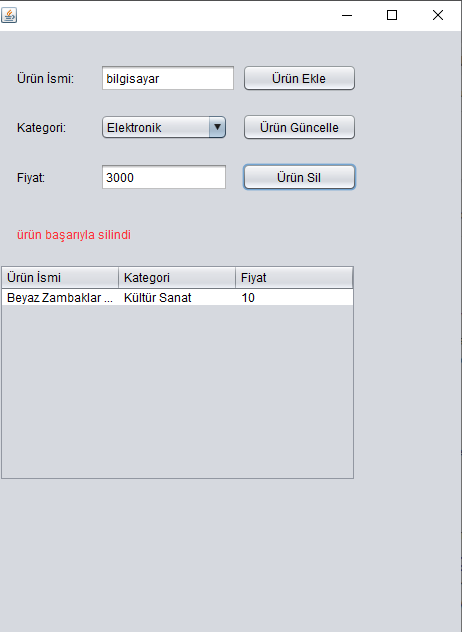 Ürün İsmi: bilgisayar Ürün Ekle
Kategori: Elektronik Ürün Güncelle
Fiyat: 3000 Ürün Sil
ürün başarıyla silindi
Ürün İsmi Kategori Fiyat
Beyaz Zambaklar ... Kültür Sanat 10